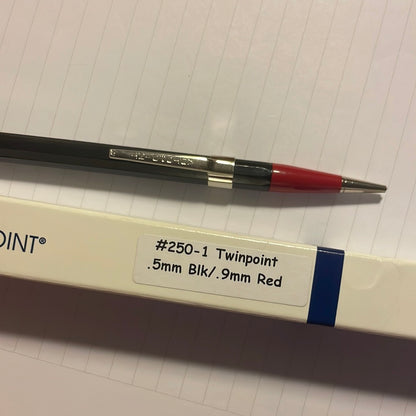 OINT®
#250-1 Twinpoint
.5mm Blk/.9mm Red